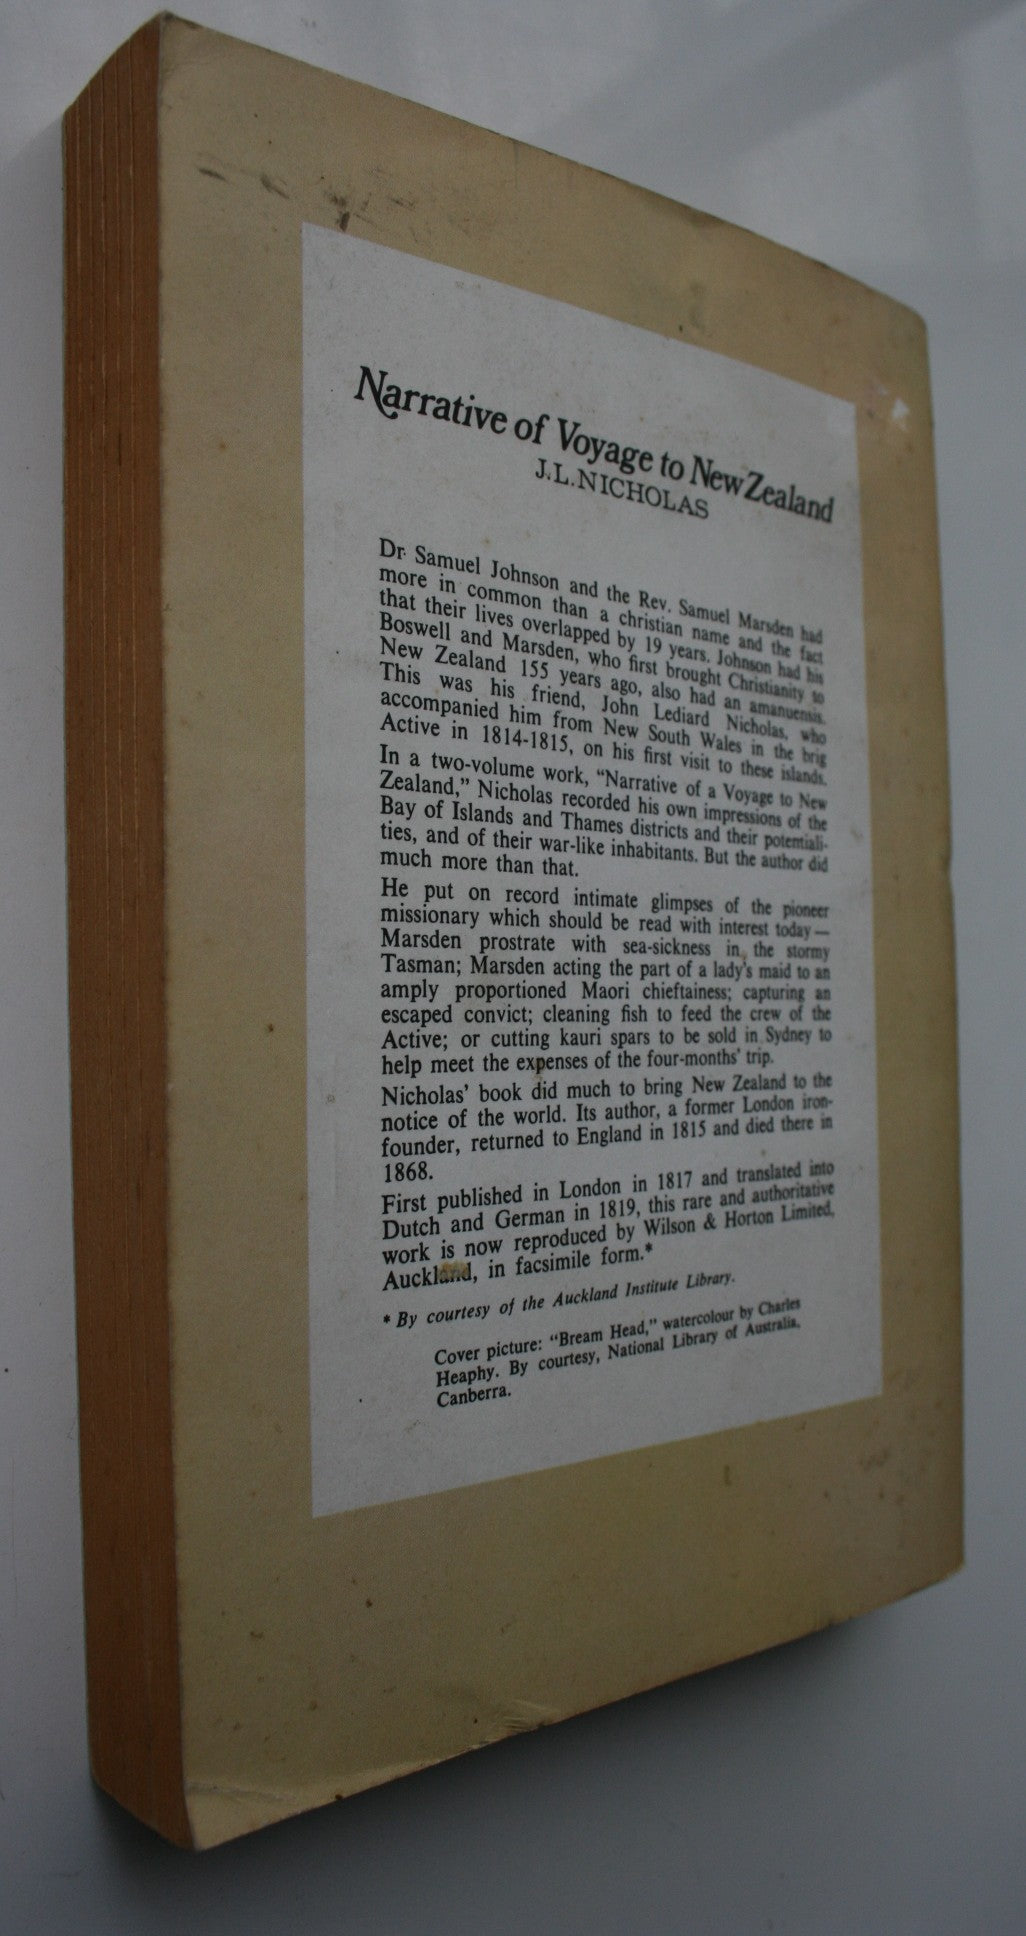 Narrative of Voyage to New Zealand
J.L.NICHOLAS
Dr. Samuel Johnson and the Rev. Samuel Marsden had
more in common than a christian name and the fact
that their lives overlapped by 19 years. Johnson had his
Boswell and Marsden, who first brought Christianity to
New Zealand 155 years ago, also had an amanuensis.
This was his friend, John Lediard Nicholas, who
accompanied him from New South Wales in the brig
Active in 1814-1815, on his first visit to these islands.
In a two-volume work, “Narrative of a Voyage to New
Zealand,” Nicholas recorded his own impressions of the
Bay of Islands and Thames districts and their potentiali-
ties, and of their war-like inhabitants. But the author did
much more than that.
He put on record intimate glimpses of the pioneer
missionary which should be read with interest today —
Marsden prostrate with sea-sickness in the stormy
Tasman; Marsden acting the part of a lady's maid to an
amply proportioned Maori chieftainess; capturing an
escaped convict; cleaning fish to feed the crew of the
Active; or cutting kauri spars to be sold in Sydney to
help meet the expenses of the four-months' trip.
Nicholas' book did much to bring New Zealand to the
notice of the world. Its author, a former London iron-
founder, returned to England in 1815 and died there in
1868.
First published in London in 1817 and translated into
Dutch and German in 1819, this rare and authoritative
work is now reproduced by Wilson & Horton Limited,
Auckland, in facsimile form.*
* By courtesy of the Auckland Institute Library.
Cover picture: “Bream Head,” watercolour by Charles
Heaphy. By courtesy, National Library of Australia,
Canberra.